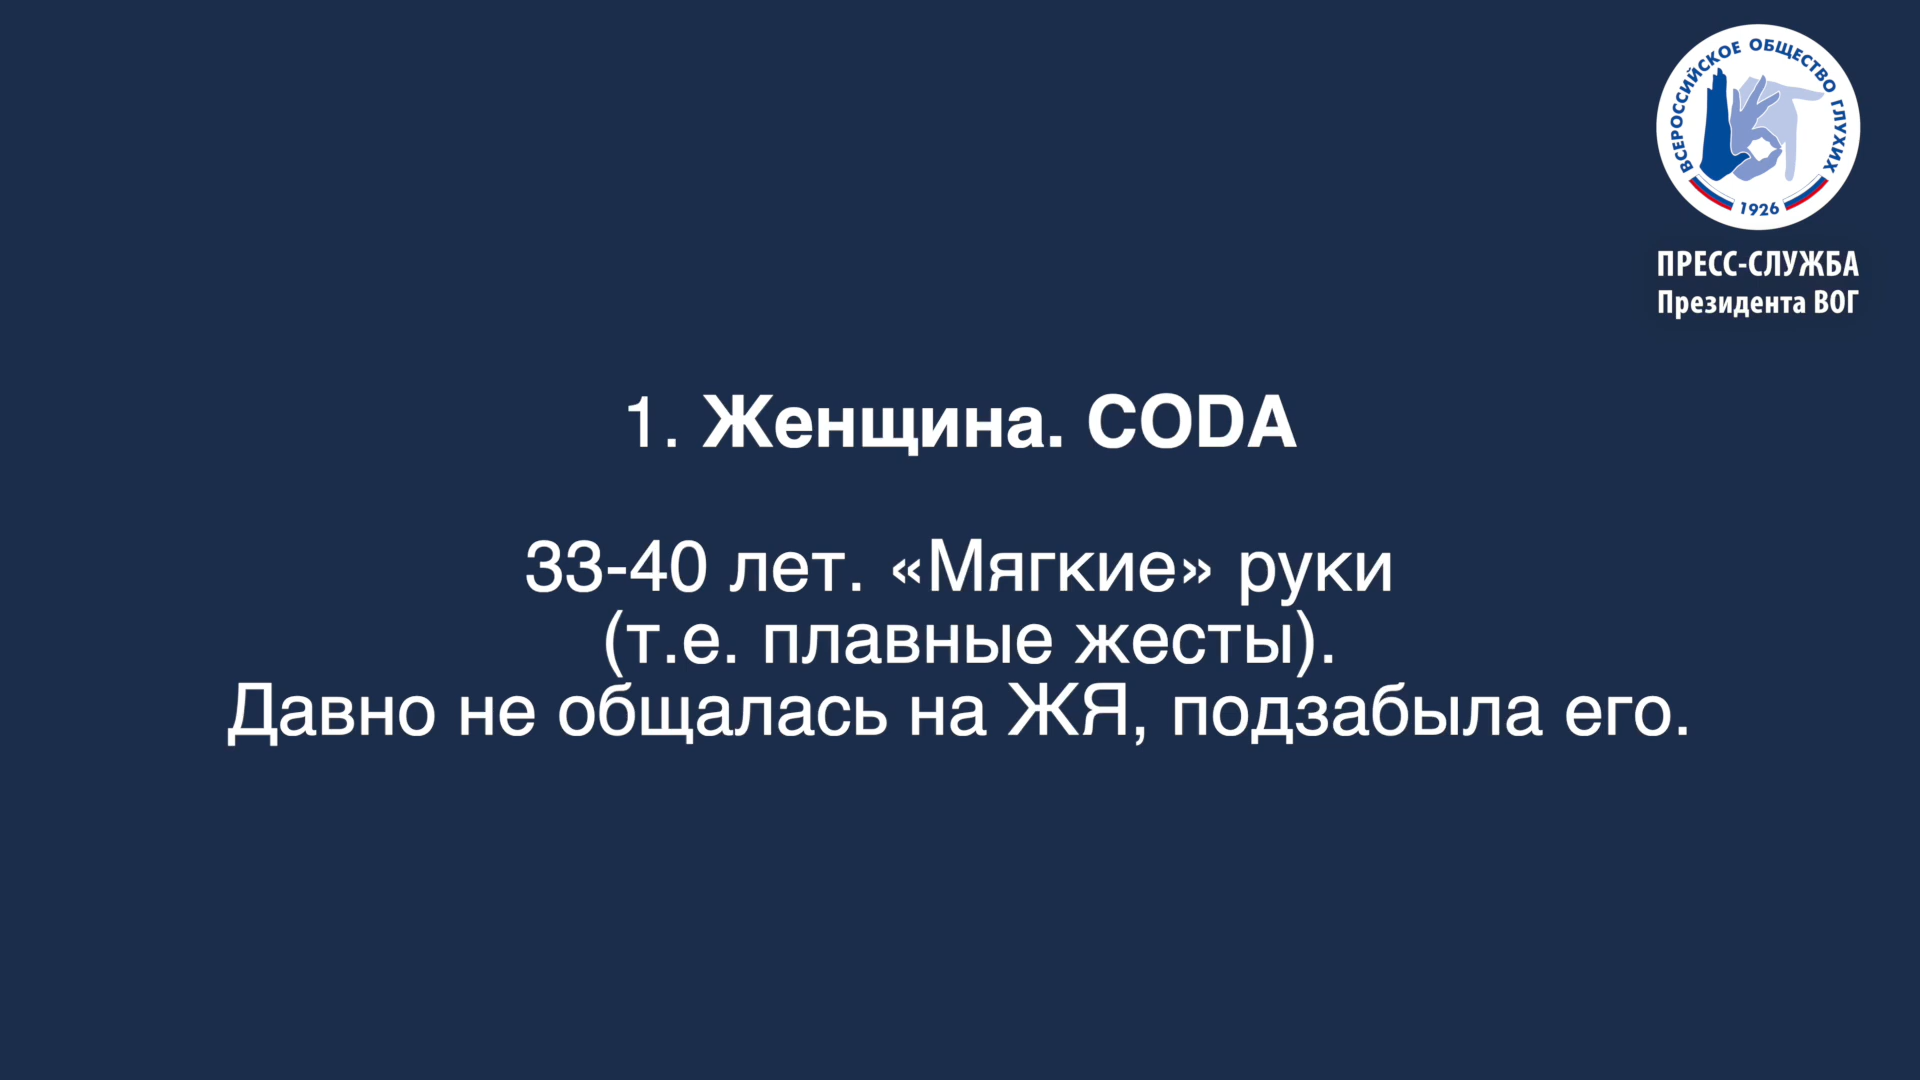 ВСЕРОССИЙСКОЕ ОБЩЕСТВО ГЛУХИХ
1926
ПРЕСС-СЛУЖБА
Президента ВОГ
1. Женщина. CODA
33-40 лет. «Мягкие» руки
(т.е. плавные жесты).
Давно не общалась на ЖЯ, подзабыла его.